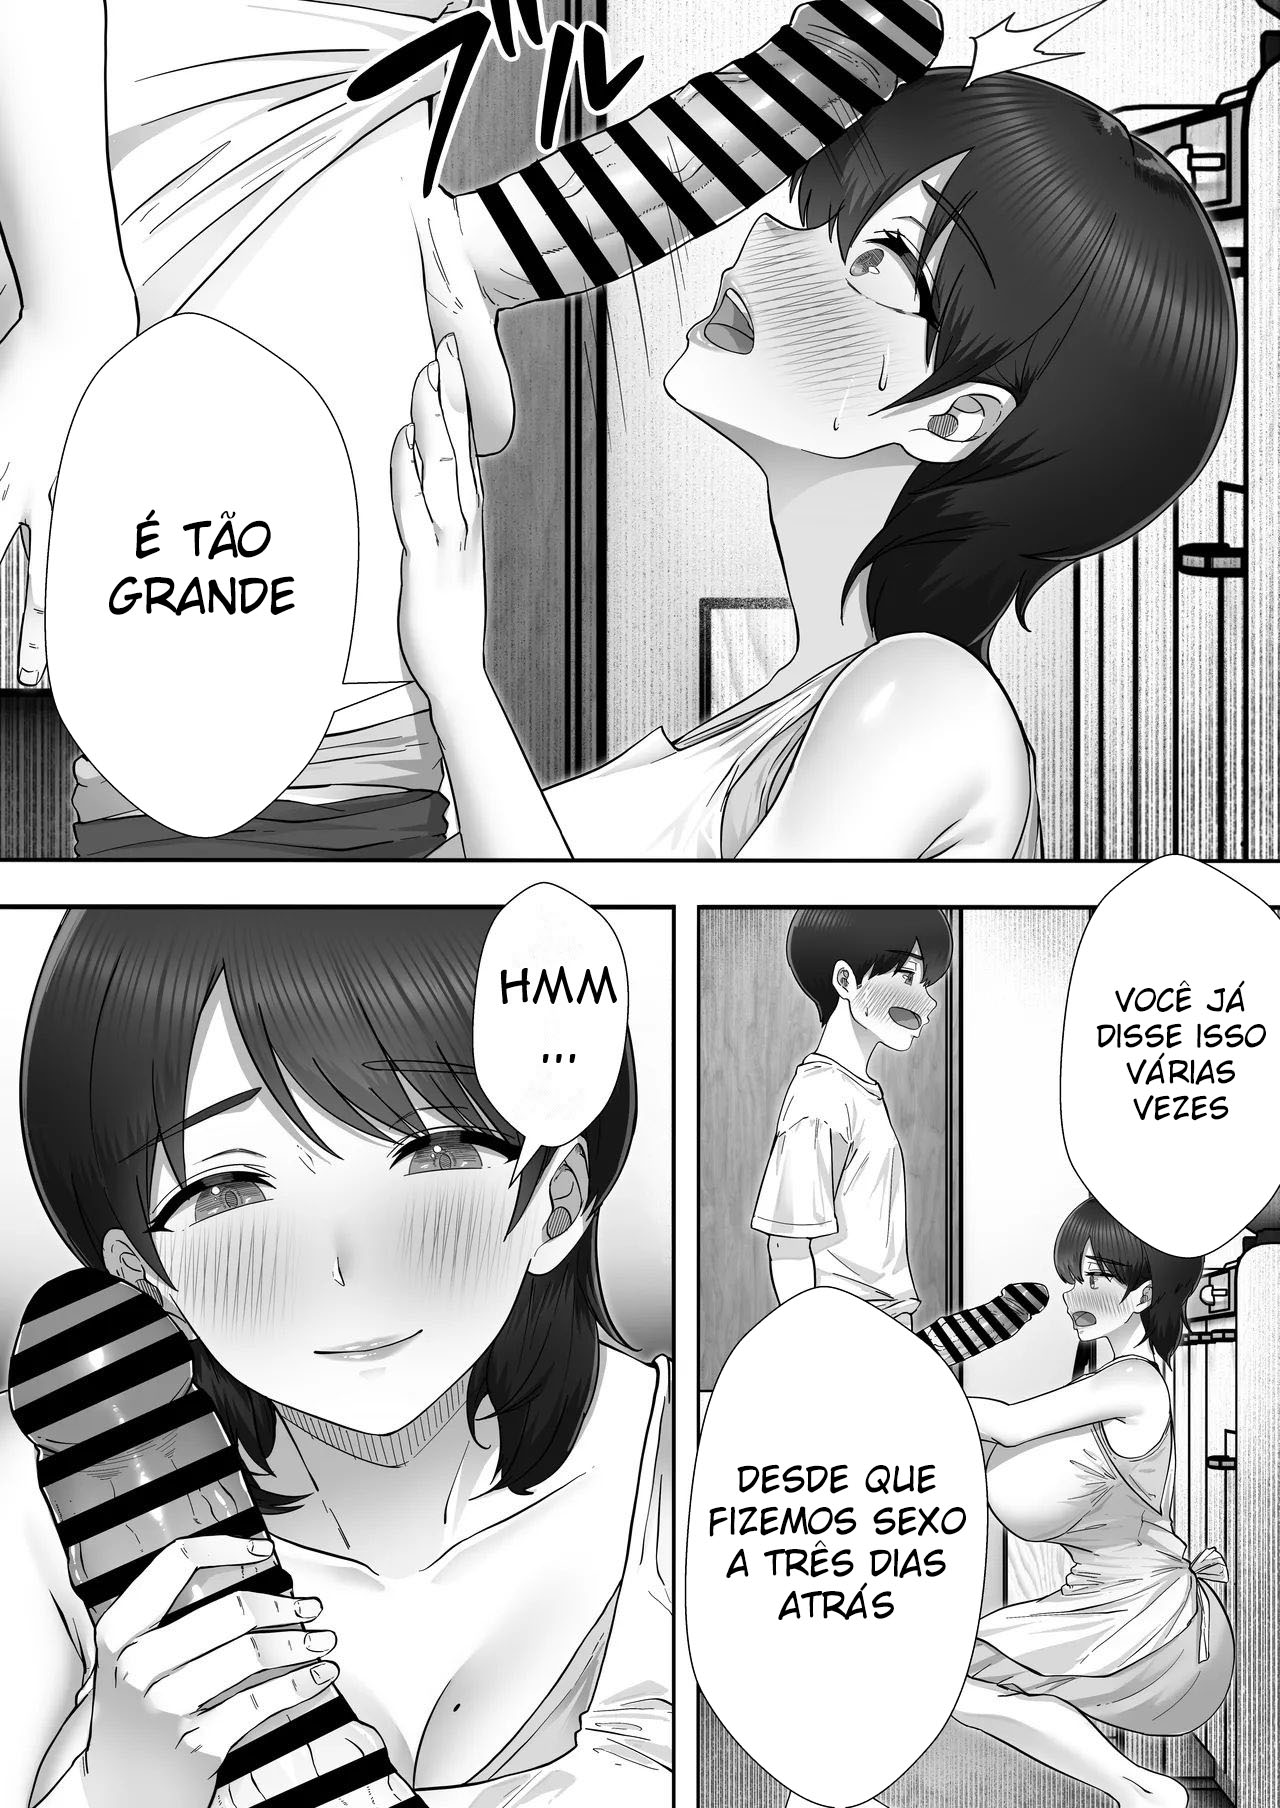 ブル
É TÃO
GRANDE
VOCÊ JÁ
DISSE ISSO
VÁRIAS
VEZES
DESDE QUE
FIZEMOS SEXO
A TRÊS DIAS
ATRÁS
HMM
...